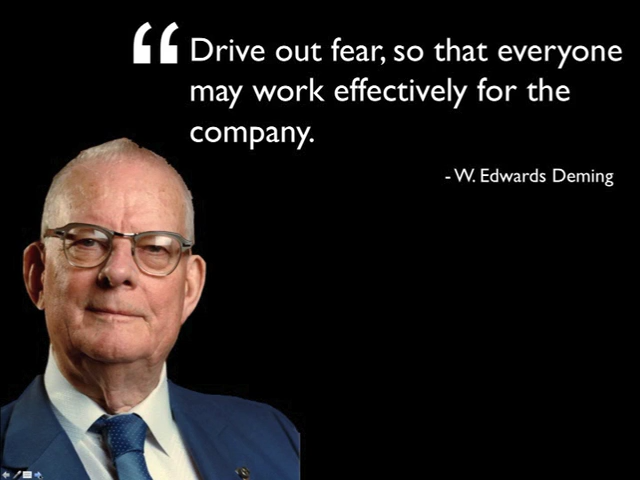 “Drive out fear, so that everyone
may work effectively for the
company.
- W. Edwards Deming